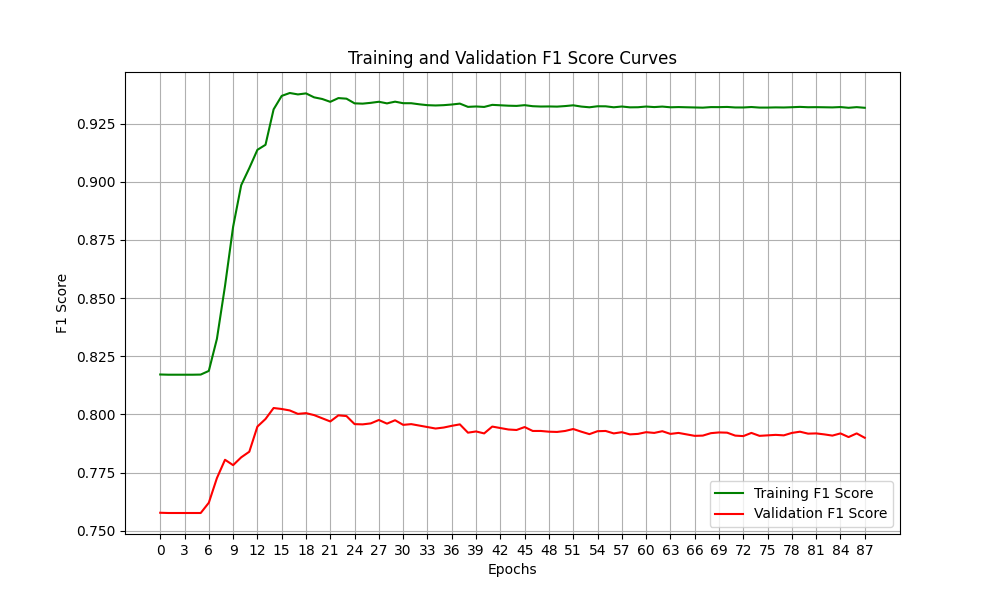 Training and Validation F1 Score Curves
F1 Score
0.925
0.900
0.875
0.850
0.825
0.800
0.775
0.750
Training F1 Score
Validation F1 Score
0 3 6 9 12 15 18 21 24 27 30 33 36 39 42 45 48 51 54 57 60 63 66 69 72 75 78 81 84 87
Epochs